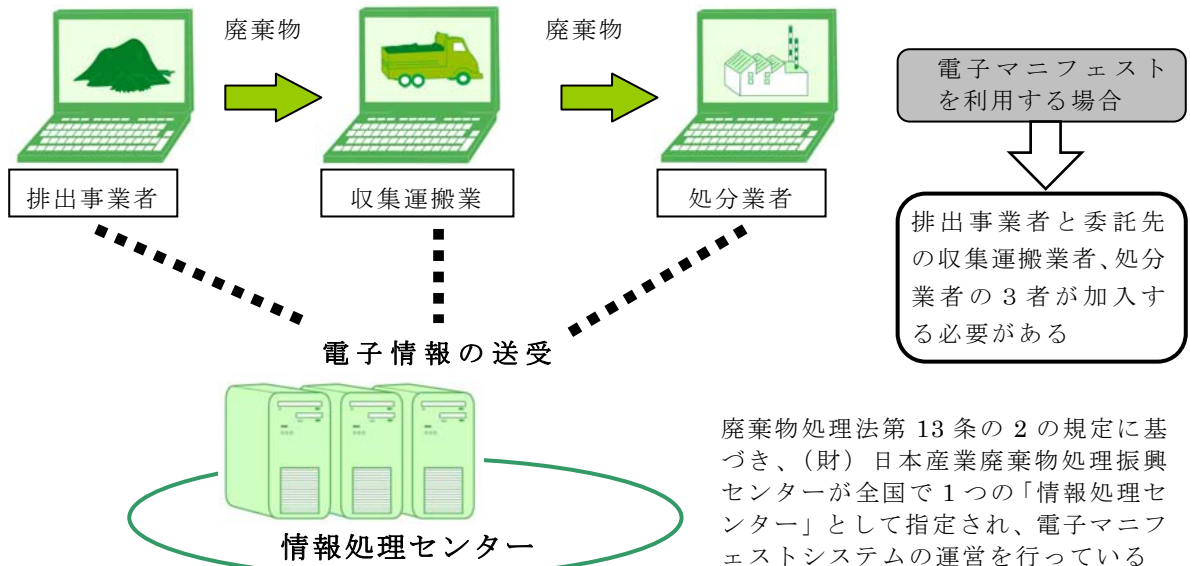 廃棄物
廃棄物
排出事業者
収集運搬業
処分業者
電子情報の送受
情報処理センター
電子マニフェスト
を利用する場合
排出事業者と委託先
の収集運搬業者、処分
業者の3者が加入す
る必要がある
廃棄物処理法第 13 条の 2 の規定に基
づき、（財）日本産業廃棄物処理振興
センターが全国で 1 つの「情報処理セ
ンター」として指定され、電子マニフ
ェストシステムの運営を行っている